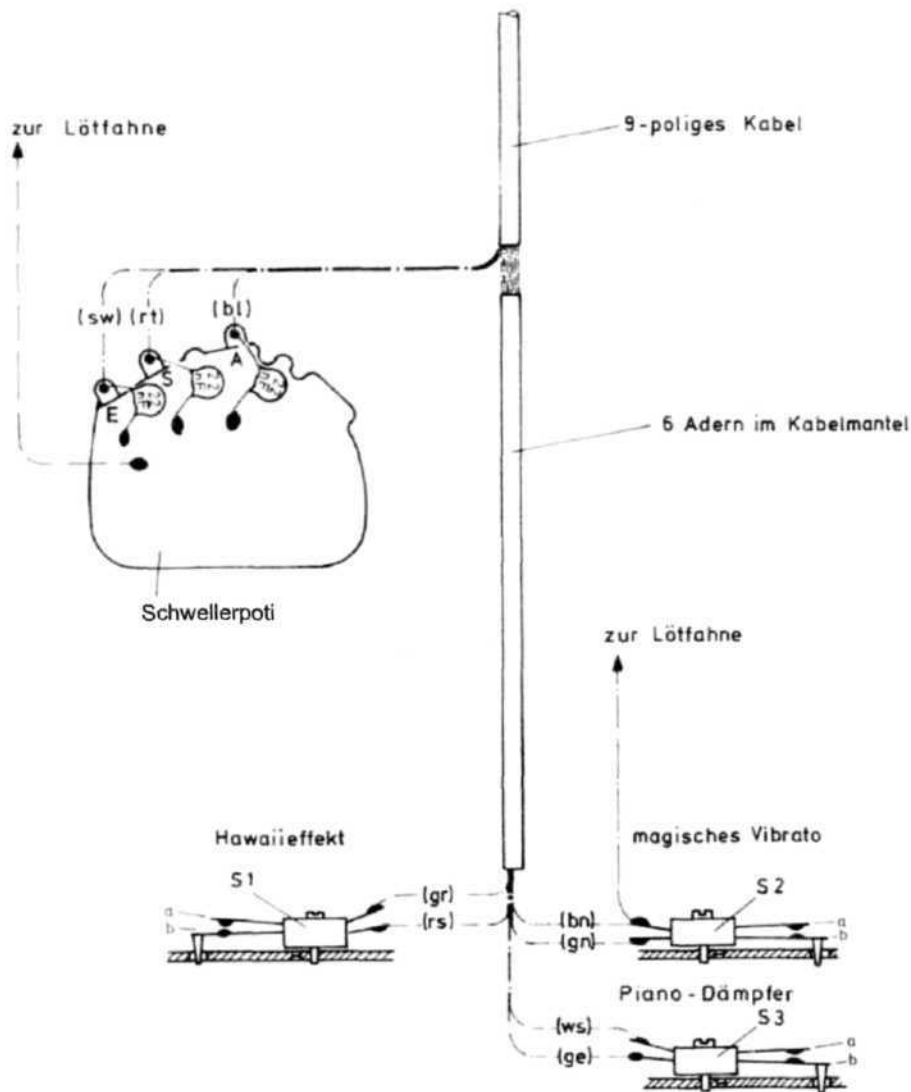 zur Lötfahne
9-poliges Kabel
(sw) (rt) (bl)
E S A
6 Adern im Kabelmantel
Schwellerpoti
zur Lötfahne
Hawaiieffekt
magisches Vibrato
S1
S2
(gr)
(rs)
(bn)
(gn)
a
b
a
b
Piano-Dämpfer
S3
(ws)
(ge)
a
b